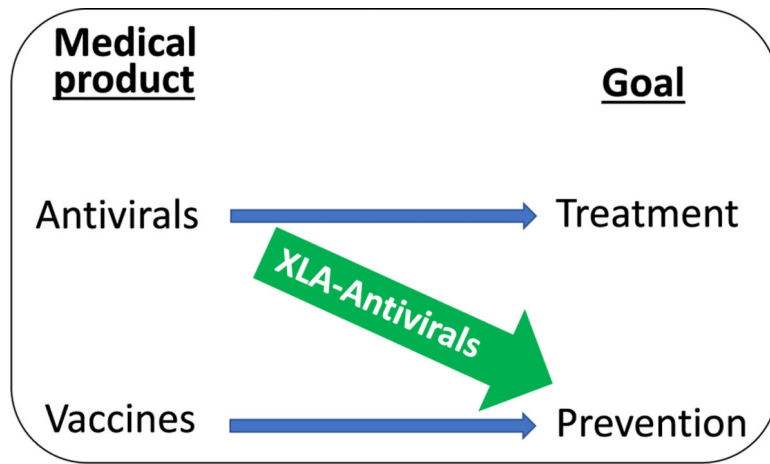 Medical
product
Goal
Antivirals
Treatment
XLA-Antivirals
Vaccines
Prevention